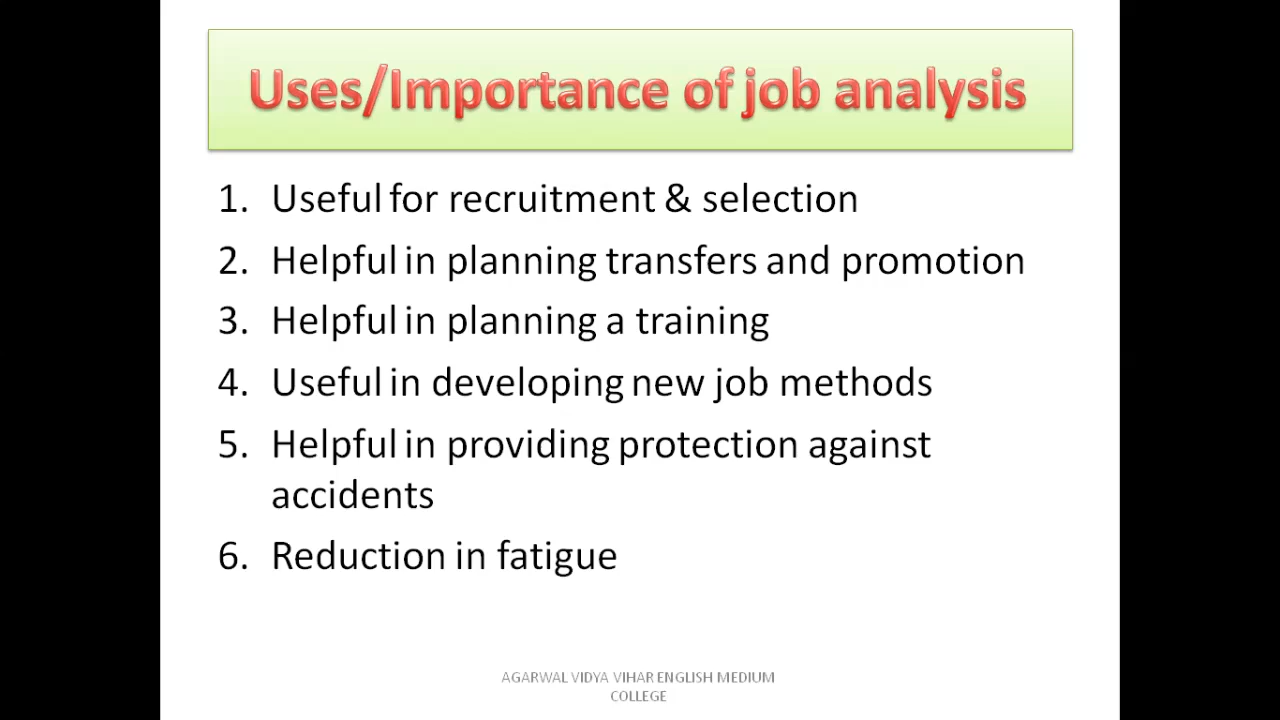 Uses/Importance of job analysis
1. Useful for recruitment & selection
2. Helpful in planning transfers and promotion
3. Helpful in planning a training
4. Useful in developing new job methods
5. Helpful in providing protection against
accidents
6. Reduction in fatigue
AGARWAL VIDYA VIHAR ENGLISH MEDIUM
COLLEGE